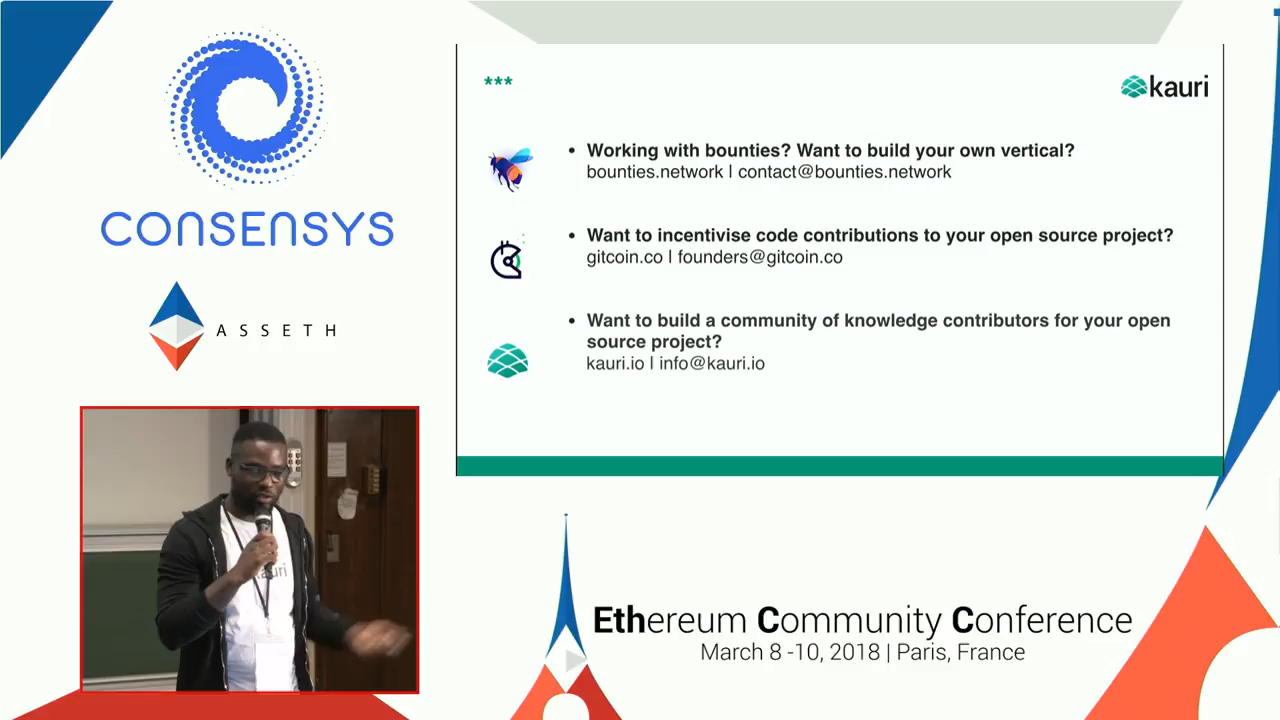 CONSENSYS
ASSETH
***
kauri
• Working with bounties? Want to build your own vertical?
bounties.network | contact@bounties.network
• Want to incentivise code contributions to your open source project?
gitcoin.co | founders@gitcoin.co
• Want to build a community of knowledge contributors for your open
source project?
kauri.io | info@kauri.io
kauri
Ethereum Community Conference
March 8 -10, 2018 | Paris, France